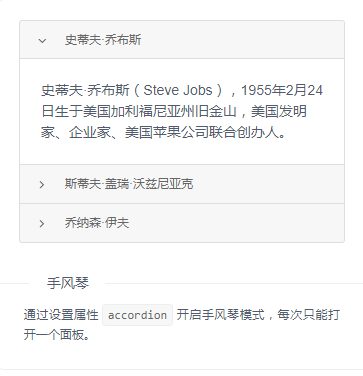 史蒂夫·乔布斯
史蒂夫·乔布斯（Steve Jobs），1955年2月24
日生于美国加利福尼亚州旧金山，美国发明
家、企业家、美国苹果公司联合创办人。
斯蒂夫·盖瑞·沃兹尼亚克
乔纳森·伊夫
手风琴
通过设置属性 accordion 开启手风琴模式，每次只能打
开一个面板。